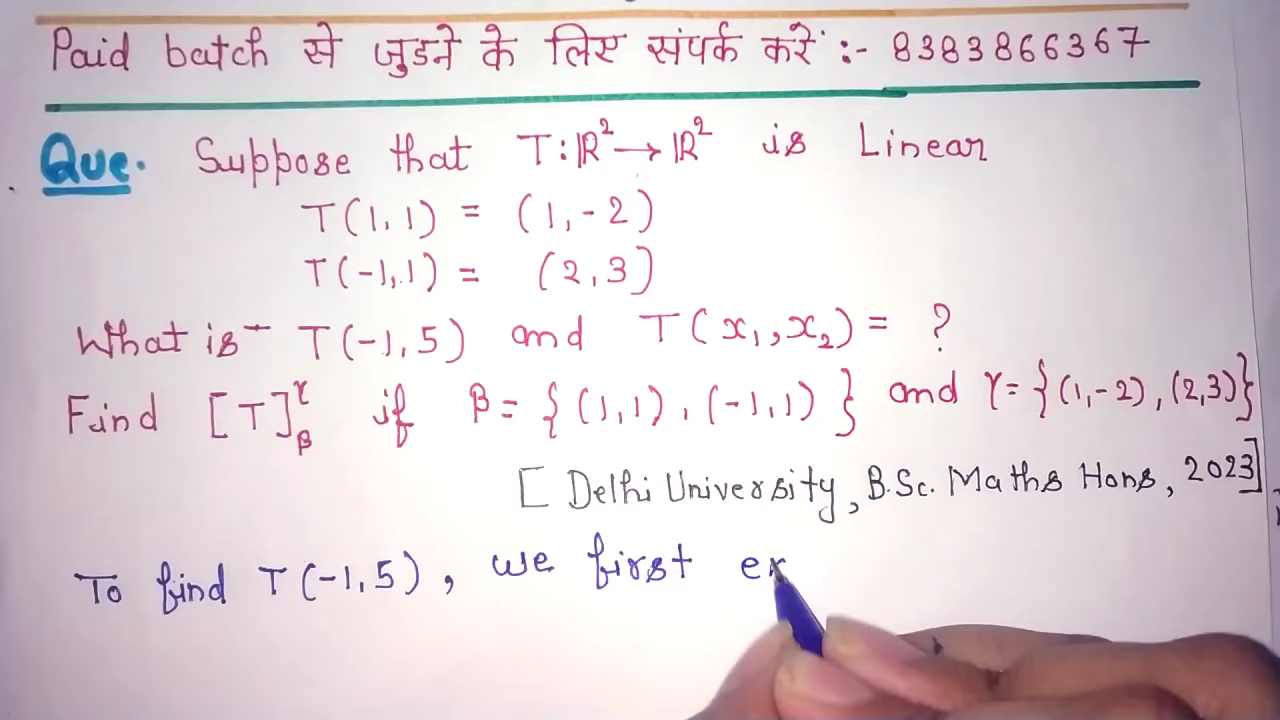 Paid batch से जुडने के लिए संपर्क करें :- 8383866367
Que. Suppose that T:ℝ²→ℝ² is Linear
T(1,1) = (1,-2)
T(-1,1) = (2,3)
What is T(-1,5) and T(x₁,x₂) = ?
Find [T]ᵞᵦ if β = {(1,1), (-1,1)} and γ = {(1,-2), (2,3)}
[Delhi University, B.Sc. Maths Hons, 2023]
To find T(-1,5), we first ex